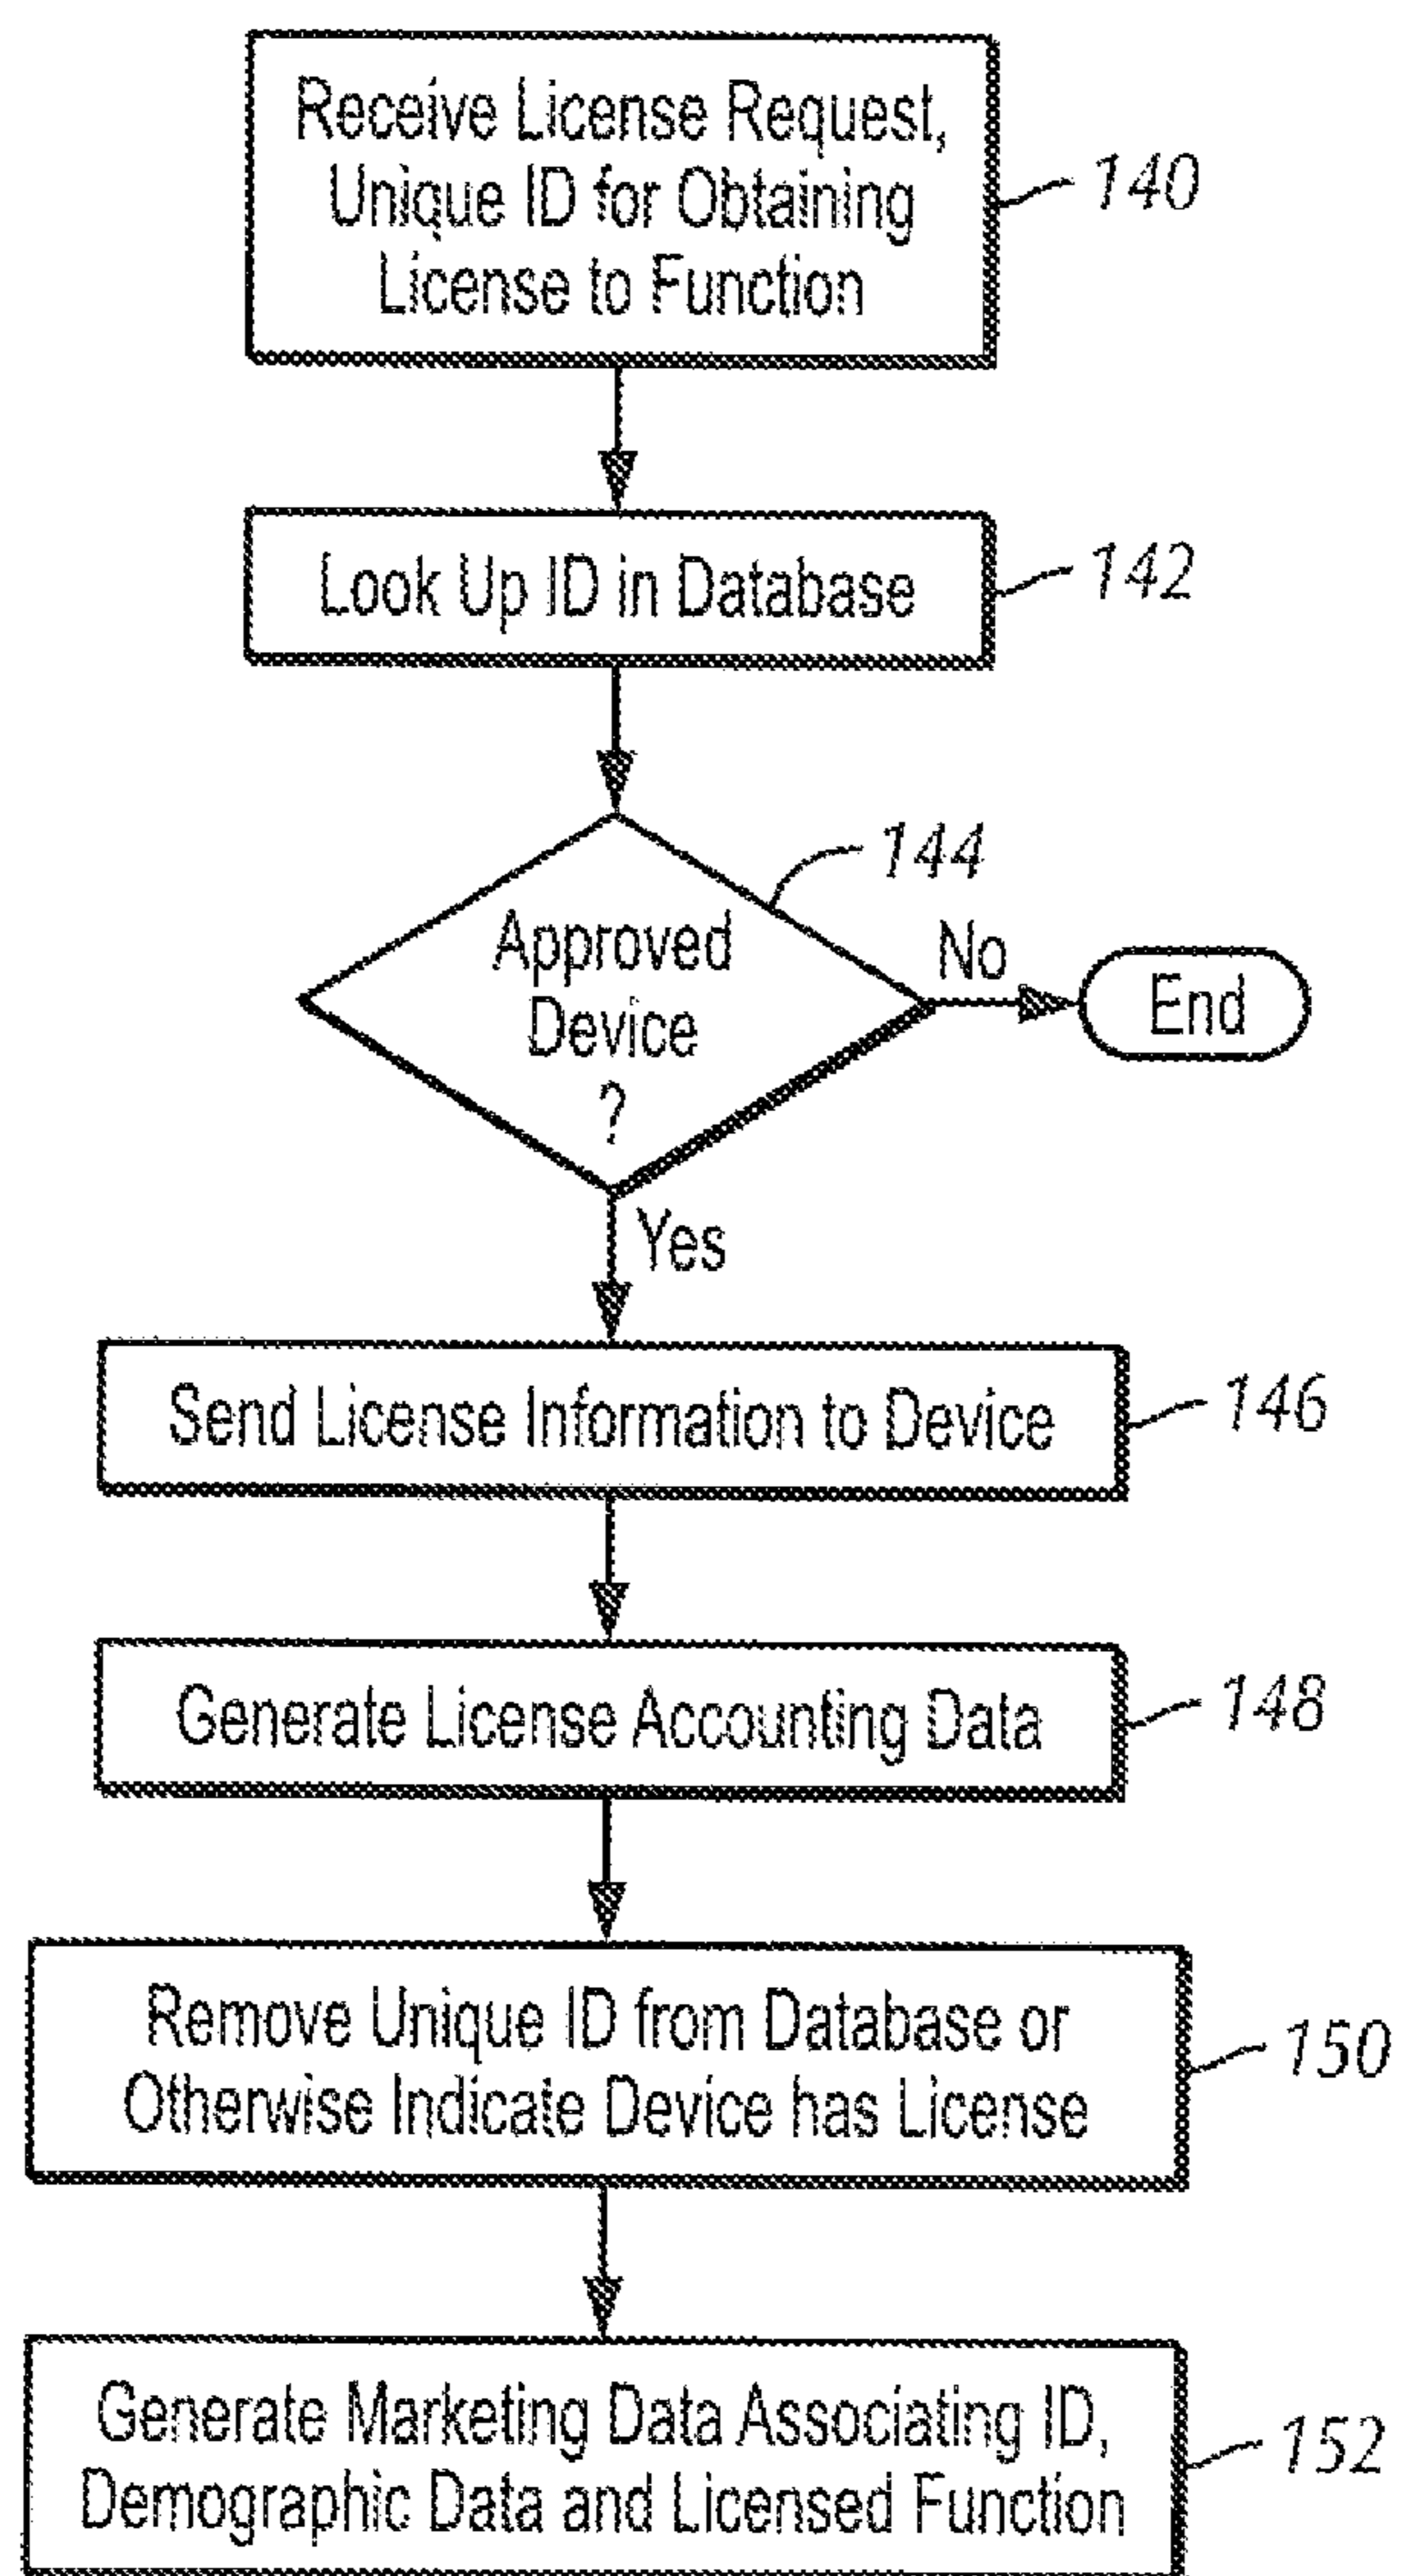 Receive License Request,
Unique ID for Obtaining
License to Function
140
Look Up ID in Database
142
144
Approved
Device
?
No
End
Yes
Send License Information to Device
146
Generate License Accounting Data
148
Remove Unique ID from Database or
Otherwise Indicate Device has License
150
Generate Marketing Data Associating ID,
Demographic Data and Licensed Function
152